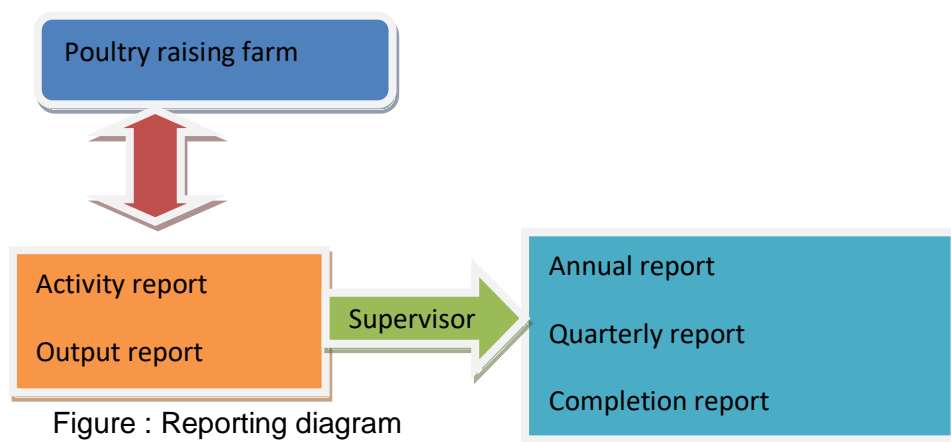 Poultry raising farm
Activity report
Output report
Supervisor
Annual report
Quarterly report
Completion report
Figure : Reporting diagram